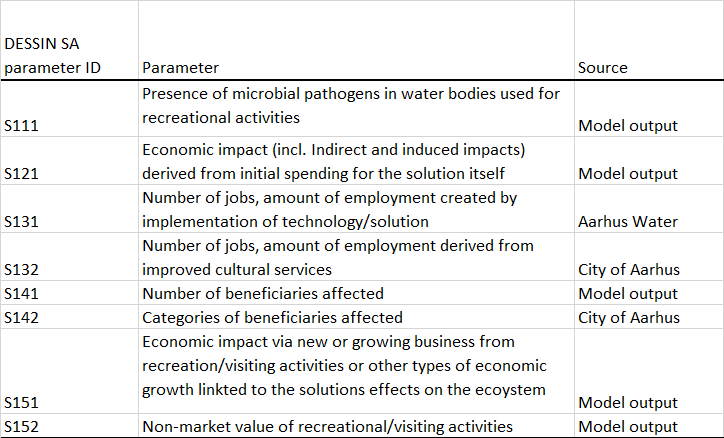 DESSIN SA
parameter ID Parameter Source
Presence of microbial pathogens in water bodies used for
S111 recreational activities Model output
Economic impact (incl. Indirect and induced impacts)
S121 derived from initial spending for the solution itself Model output
Number of jobs, amount of employment created by
S131 implementation of technology/solution Aarhus Water
Number of jobs, amount of employment derived from
S132 improved cultural services City of Aarhus
S141 Number of beneficiaries affected Model output
S142 Categories of beneficiaries affected City of Aarhus
Economic impact via new or growing business from
recreation/visiting activities or other types of economic
growth linkted to the solutions effects on the ecoystem
S151 Model output
S152 Non-market value of recreational/visiting activities Model output